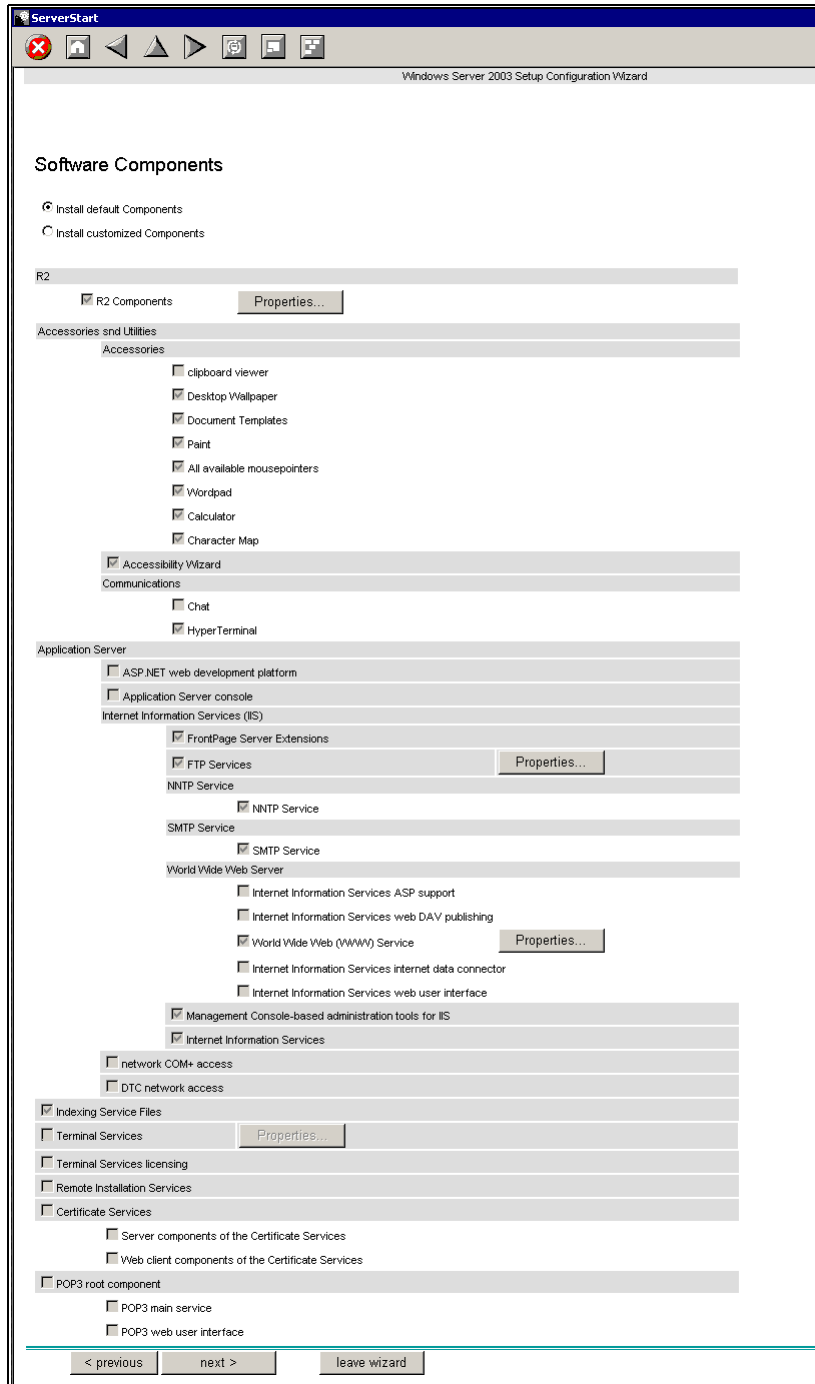 ServerStart
Windows Server 2003 Setup Configuration Wizard
Software Components
Install default Components
Install customized Components
R2
R2 Components Properties...
Accessories snd Utilities
Accessories
clipboard viewer
Desktop Wallpaper
Document Templates
Paint
All available mousepointers
Wordpad
Calculator
Character Map
Accessibility Wizard
Communications
Chat
HyperTerminal
Application Server
ASP.NET web development platform
Application Server console
Internet Information Services (IIS)
FrontPage Server Extensions
FTP Services Properties...
NNTP Service
NNTP Service
SMTP Service
SMTP Service
World Wide Web Server
Internet Information Services ASP support
Internet Information Services web DAV publishing
World Wide Web (WWW) Service Properties...
Internet Information Services internet data connector
Internet Information Services web user interface
Management Console-based administration tools for IIS
Internet Information Services
network COM+ access
DTC network access
Indexing Service Files
Terminal Services Properties...
Terminal Services licensing
Remote Installation Services
Certificate Services
Server components of the Certificate Services
Web client components of the Certificate Services
POP3 root component
POP3 main service
POP3 web user interface
< previous next > leave wizard